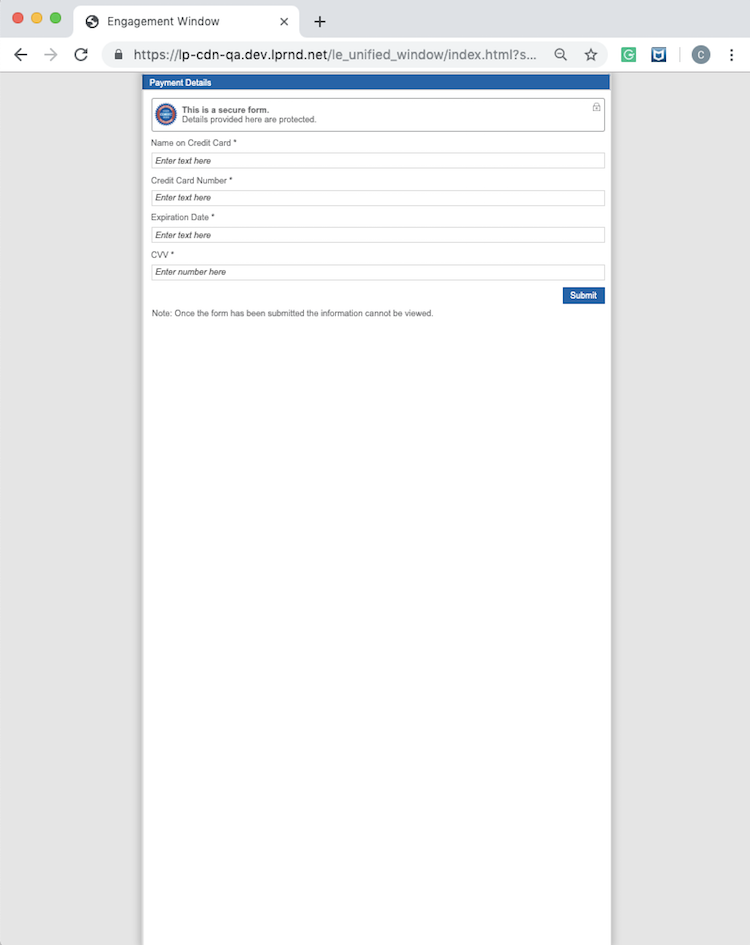 Engagement Window
https://lp-cdn-qa.dev.lprnd.net/le_unified_window/index.html?s...
C
Payment Details
This is a secure form.
Details provided here are protected.
Name on Credit Card *
Enter text here
Credit Card Number *
Enter text here
Expiration Date *
Enter text here
CVV *
Enter number here
Submit
Note: Once the form has been submitted the information cannot be viewed.